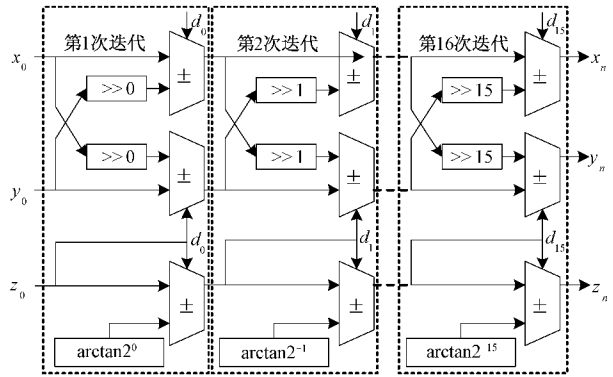 d₀ d₁ d₁₅
第1次迭代 第2次迭代 第16次迭代
x₀ ± ± ± xₙ
>>0 >>1 >>15
>>0 >>1 >>15
y₀ ± ± ± yₙ
d₀ d₁ d₁₅
z₀ ± ± ± zₙ
arctan2⁰ arctan2⁻¹ arctan2 ¹⁵